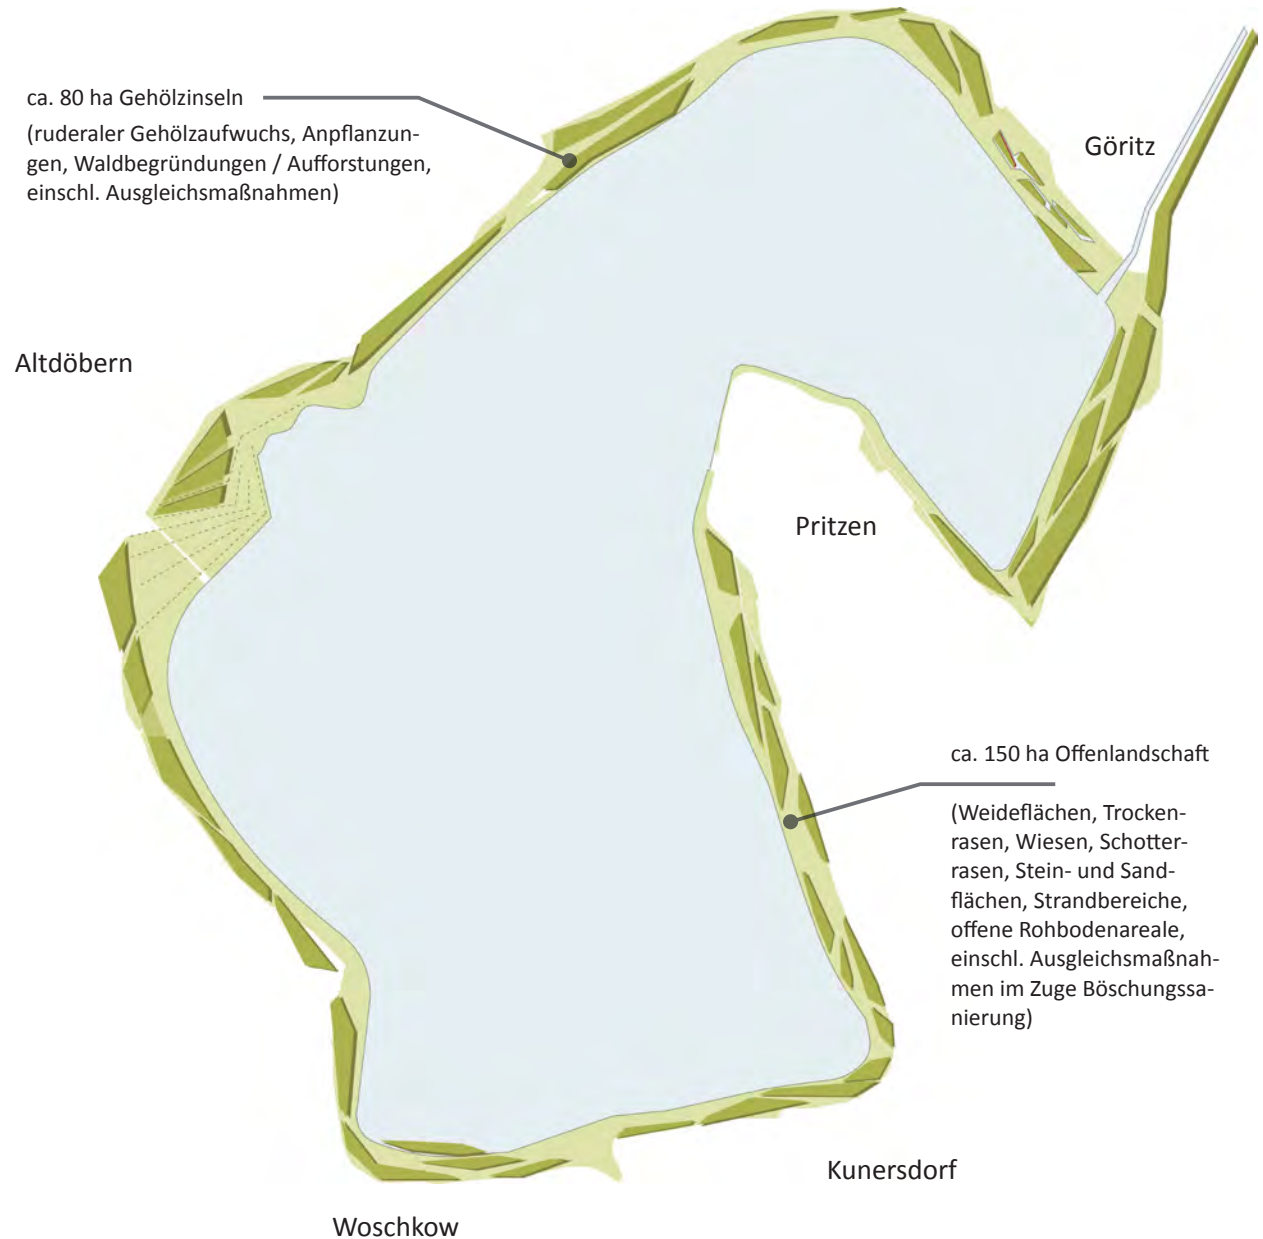 ca. 80 ha Gehölzinseln
(ruderaler Gehölzaufwuchs, Anpflanzun-
gen, Waldbegründungen / Aufforstungen,
einschl. Ausgleichsmaßnahmen)
Göritz
Altdöbern
Pritzen
ca. 150 ha Offenlandschaft
(Weideflächen, Trocken-
rasen, Wiesen, Schotter-
rasen, Stein- und Sand-
flächen, Strandbereiche,
offene Rohbodenareale,
einschl. Ausgleichsmaßnah-
men im Zuge Böschungssa-
nierung)
Kunersdorf
Woschkow